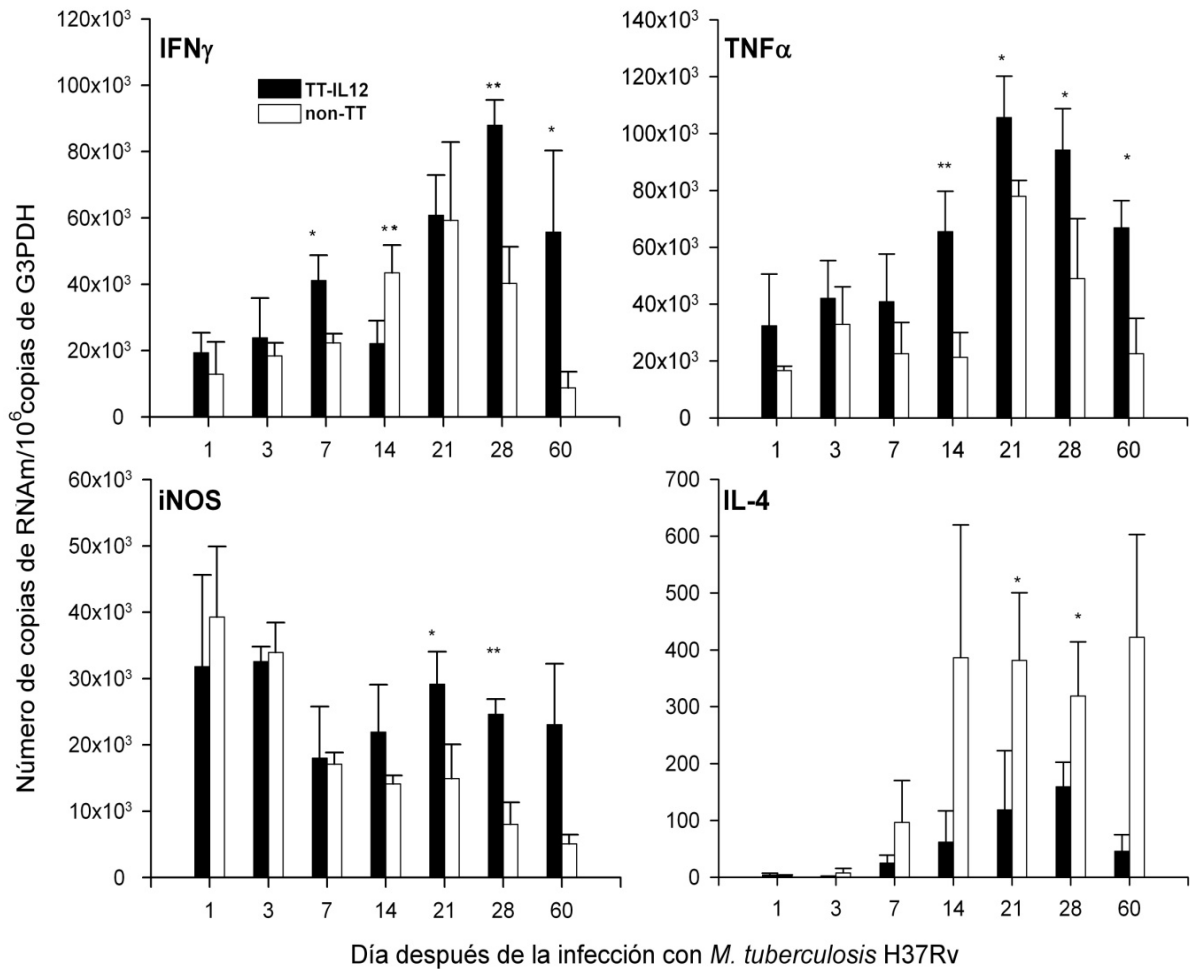 Número de copias de RNAm/10⁶copias de G3PDH
IFNγ
TT-IL12
non-TT
120x10³
100x10³
80x10³
60x10³
40x10³
20x10³
0
* ** ** *
1 3 7 14 21 28 60
TNFα
140x10³
120x10³
100x10³
80x10³
60x10³
40x10³
20x10³
0
** * * *
1 3 7 14 21 28 60
iNOS
60x10³
50x10³
40x10³
30x10³
20x10³
10x10³
0
* **
1 3 7 14 21 28 60
IL-4
700
600
500
400
300
200
100
0
* *
1 3 7 14 21 28 60
Día después de la infección con M. tuberculosis H37Rv